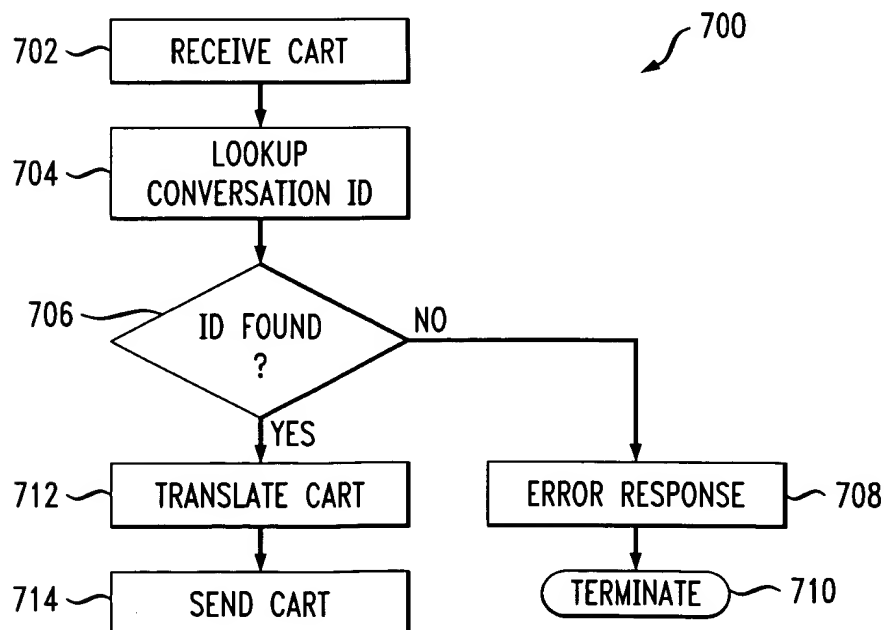 700
702 RECEIVE CART
704 LOOKUP
CONVERSATION ID
706 ID FOUND
?
NO
YES
712 TRANSLATE CART
ERROR RESPONSE 708
714 SEND CART
TERMINATE 710